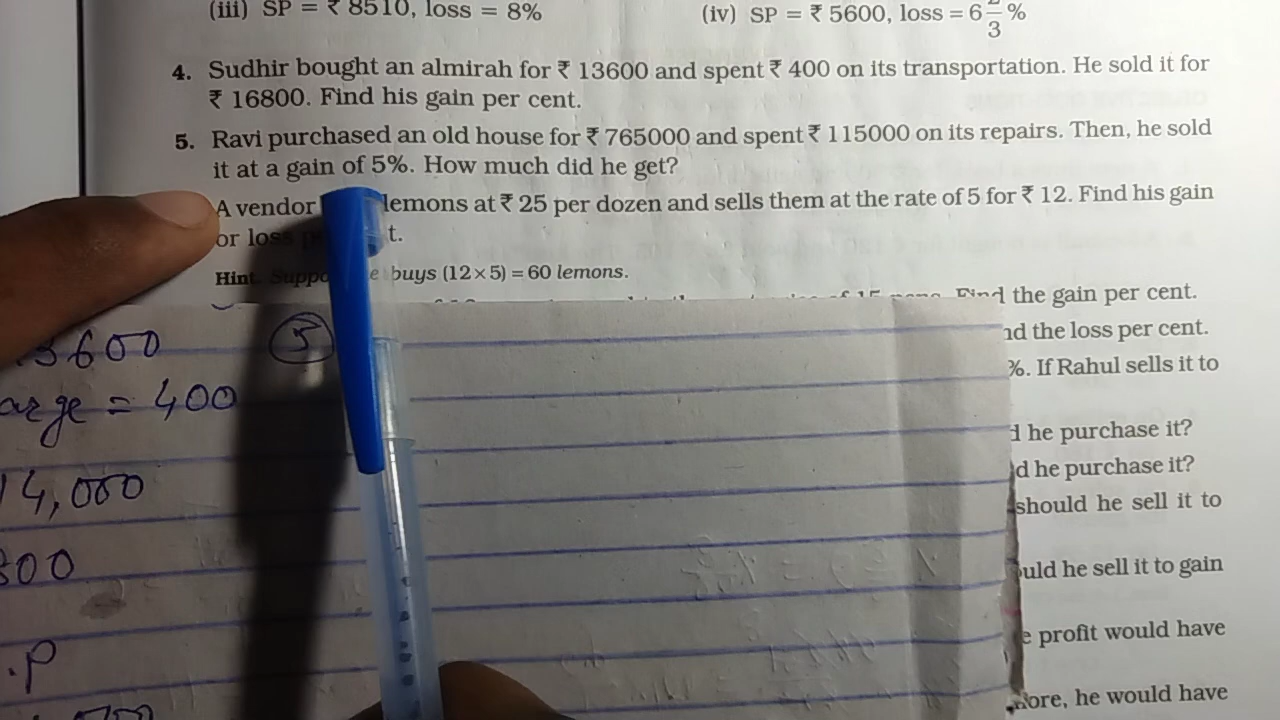 (iii) SP = ₹ 8510, loss = 8%
(iv) SP = ₹ 5600, loss = 6 2/3 %
4. Sudhir bought an almirah for ₹ 13600 and spent ₹ 400 on its transportation. He sold it for
₹ 16800. Find his gain per cent.
5. Ravi purchased an old house for ₹ 765000 and spent ₹ 115000 on its repairs. Then, he sold
it at a gain of 5%. How much did he get?
A vendor lemons at ₹ 25 per dozen and sells them at the rate of 5 for ₹ 12. Find his gain
or loss t.
Hint. buys (12×5) = 60 lemons.
Find the gain per cent.
the loss per cent.
%. If Rahul sells it to
he purchase it?
he purchase it?
should he sell it to
he sell it to gain
profit would have
he would have
3600
5
= 400
14,000
800
.P